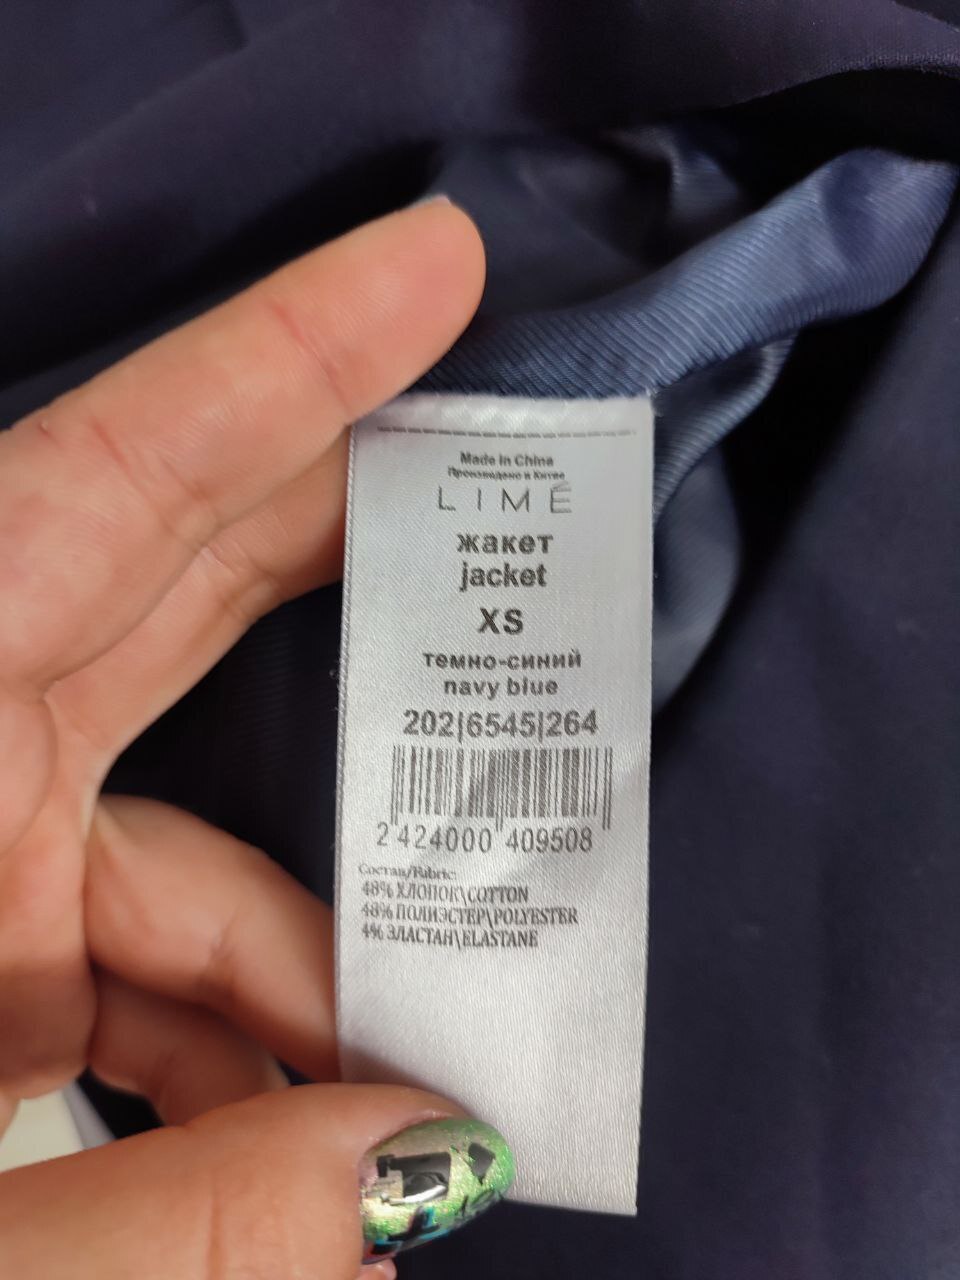 Made in China
Произведено в Китае
LIMÉ
жакет
jacket
XS
темно-синий
navy blue
202|6545|264
2 424000 409508
Состав/Fabric:
48% ХЛОПОК\COTTON
48% ПОЛИЭСТЕР\POLYESTER
4% ЭЛАСТАН\ELASTANE